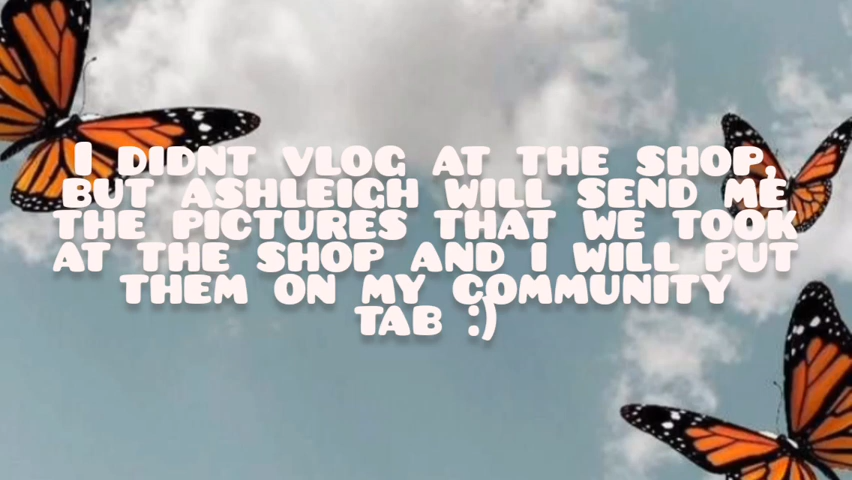 I DIDNT VLOG AT THE SHOP,
BUT ASHLEIGH WILL SEND ME
THE PICTURES THAT WE TOOK
AT THE SHOP AND I WILL PUT
THEM ON MY COMMUNITY
TAB :)